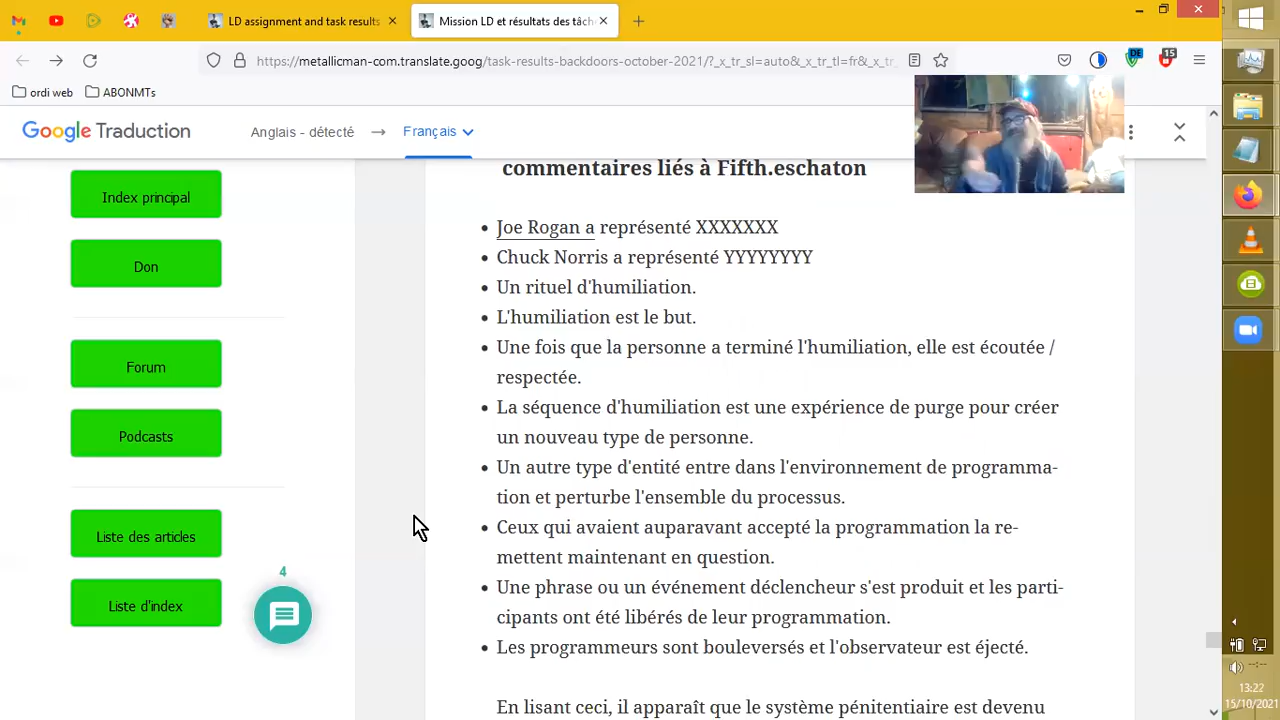 LD assignment and task results
Mission LD et résultats des tâch
https://metallicman-com.translate.goog/task-results-backdoors-october-2021/?_x_tr_sl=auto&_x_tr_tl=fr&_x_tr_
DE
15
ordi web
ABONMTs
Google Traduction
Anglais - détecté
Français
Index principal
Don
Forum
Podcasts
Liste des articles
Liste d'index
4
commentaires liés à Fifth.eschaton
Joe Rogan a représenté XXXXXXX
Chuck Norris a représenté YYYYYYYY
Un rituel d'humiliation.
L'humiliation est le but.
Une fois que la personne a terminé l'humiliation, elle est écoutée /
respectée.
La séquence d'humiliation est une expérience de purge pour créer
un nouveau type de personne.
Un autre type d'entité entre dans l'environnement de programma-
tion et perturbe l'ensemble du processus.
Ceux qui avaient auparavant accepté la programmation la re-
mettent maintenant en question.
Une phrase ou un événement déclencheur s'est produit et les parti-
cipants ont été libérés de leur programmation.
Les programmeurs sont bouleversés et l'observateur est éjecté.
En lisant ceci, il apparaît que le système pénitentiaire est devenu
13:22
15/10/2021